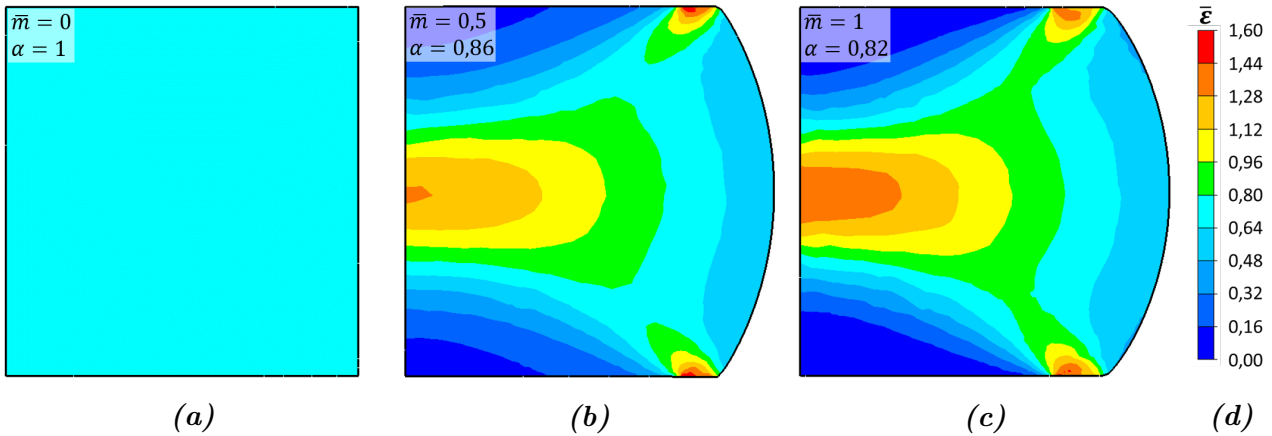 m̅ = 0
α = 1
m̅ = 0,5
α = 0,86
m̅ = 1
α = 0,82
ε̅
1,60
1,44
1,28
1,12
0,96
0,80
0,64
0,48
0,32
0,16
0,00
(a) (b) (c) (d)